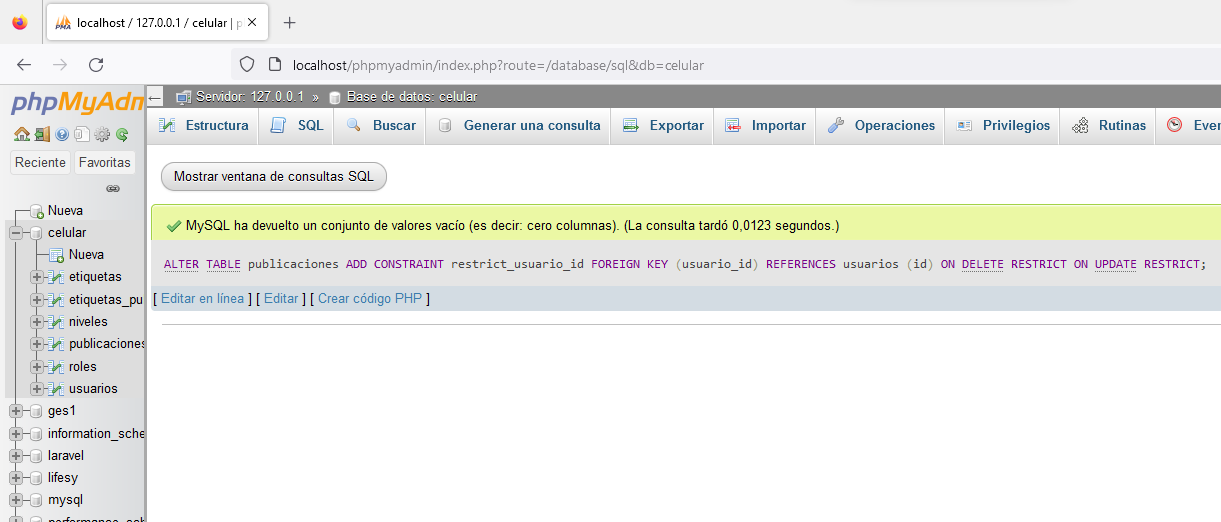 localhost / 127.0.0.1 / celular | p
localhost/phpmyadmin/index.php?route=/database/sql&db=celular
phpMyAdm
Servidor: 127.0.0.1 » Base de datos: celular
Estructura SQL Buscar Generar una consulta Exportar Importar Operaciones Privilegios Rutinas Even
Reciente Favoritas
Mostrar ventana de consultas SQL
Nueva
celular
Nueva
etiquetas
etiquetas_pu
niveles
publicaciones
roles
usuarios
ges1
information_sche
laravel
lifesy
mysql
performance_sch
MySQL ha devuelto un conjunto de valores vacío (es decir: cero columnas). (La consulta tardó 0,0123 segundos.)
ALTER TABLE publicaciones ADD CONSTRAINT restrict_usuario_id FOREIGN KEY (usuario_id) REFERENCES usuarios (id) ON DELETE RESTRICT ON UPDATE RESTRICT;
[ Editar en línea ] [ Editar ] [ Crear código PHP ]